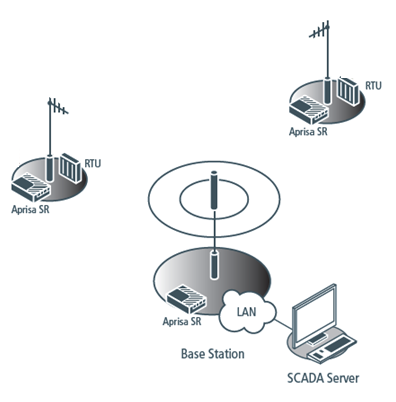 RTU
Aprisa SR
RTU
Aprisa SR
LAN
Aprisa SR
Base Station
SCADA Server